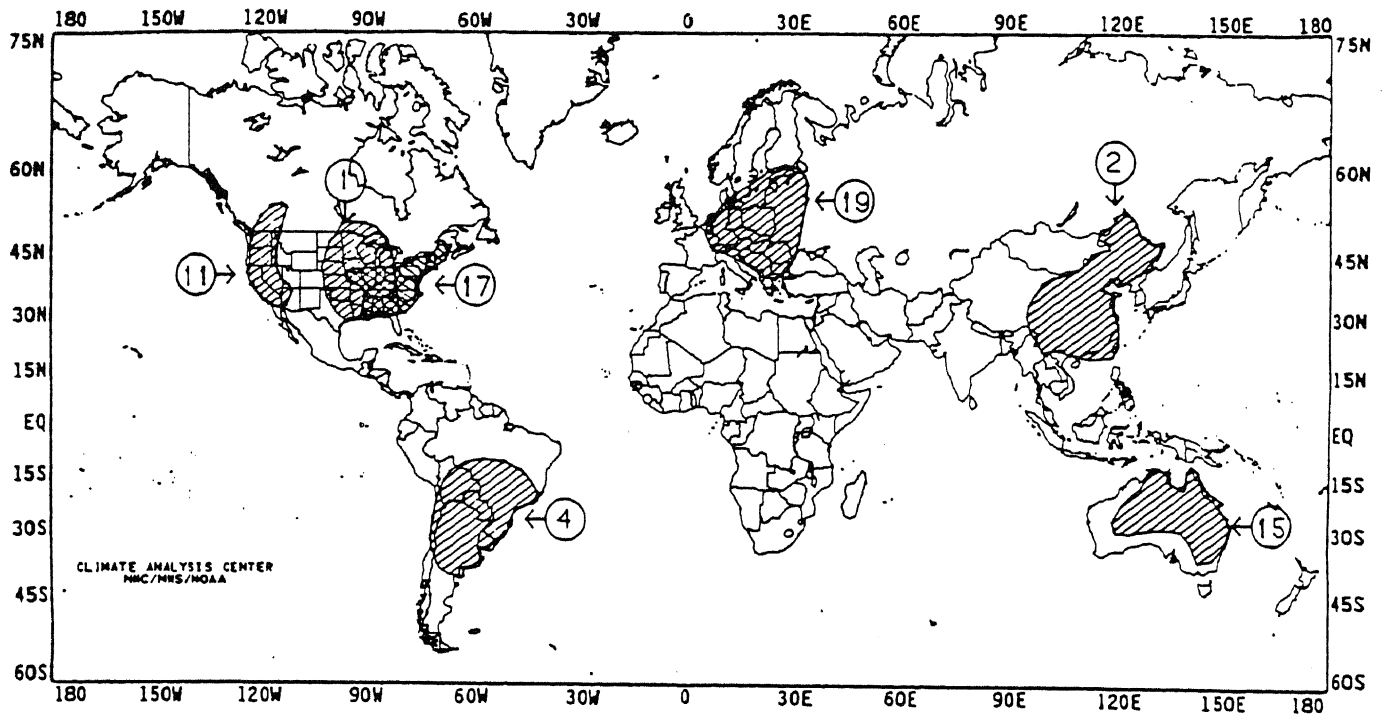 180 150W 120W 90W 60W 30W 0 30E 60E 90E 120E 150E 180
75N 75N
60N 60N
1
2
19
45N 45N
11
17
30N 30N
15N 15N
EQ EQ
15S 15S
4
15
30S 30S
CLIMATE ANALYSIS CENTER
NMC/NWS/NOAA
45S 45S
60S 60S
180 150W 120W 90W 60W 30W 0 30E 60E 90E 120E 150E 180